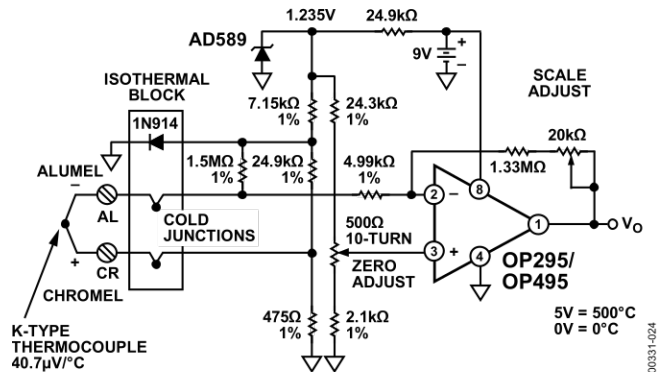 1.235V
24.9kΩ
AD589
9V
+
−
ISOTHERMAL
BLOCK
SCALE
ADJUST
7.15kΩ
1%
24.3kΩ
1%
1N914
20kΩ
1.33MΩ
1.5MΩ
1%
24.9kΩ
1%
4.99kΩ
1%
ALUMEL
−
AL
2
−
8
COLD
JUNCTIONS
500Ω
10-TURN
3
+
1
VO
4
ZERO
ADJUST
OP295/
OP495
+
CR
CHROMEL
475Ω
1%
2.1kΩ
1%
5V = 500°C
0V = 0°C
K-TYPE
THERMOCOUPLE
40.7µV/°C
00331-024